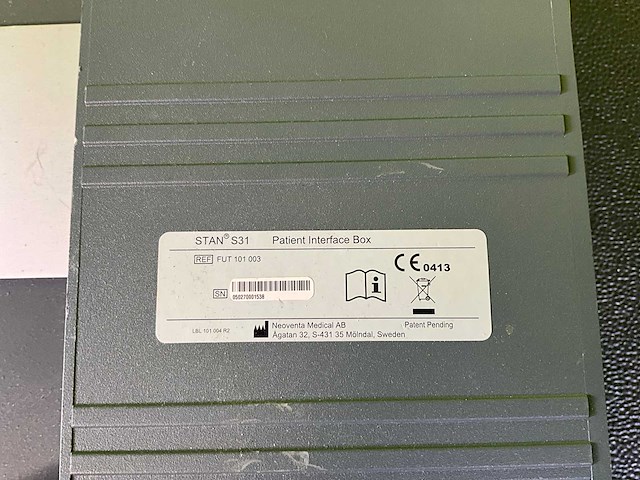 STAN® S31 Patient Interface Box
REF FUT 101 003
CE 0413
SN 050270001538
LBL 101 004 R2
Neoventa Medical AB
Ågatan 32, S-431 35 Mölndal, Sweden
Patent Pending